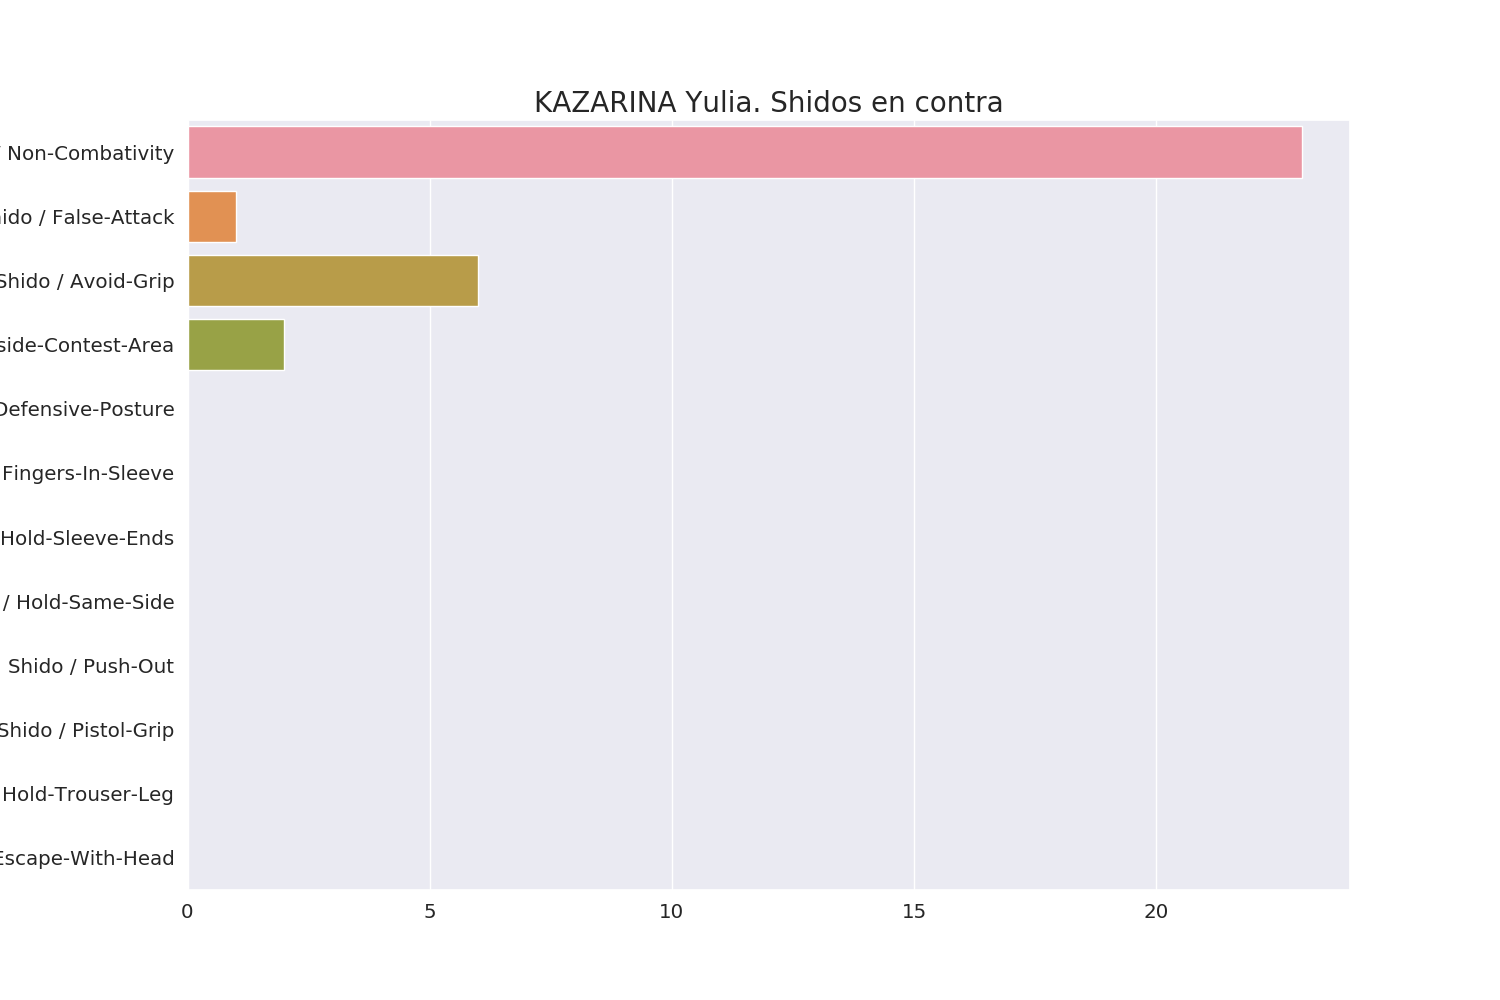 KAZARINA Yulia. Shidos en contra
/ Non-Combativity
/ False-Attack
Shido / Avoid-Grip
side-Contest-Area
Defensive-Posture
Fingers-In-Sleeve
Hold-Sleeve-Ends
/ Hold-Same-Side
Shido / Push-Out
Shido / Pistol-Grip
Hold-Trouser-Leg
Escape-With-Head
0 5 10 15 20